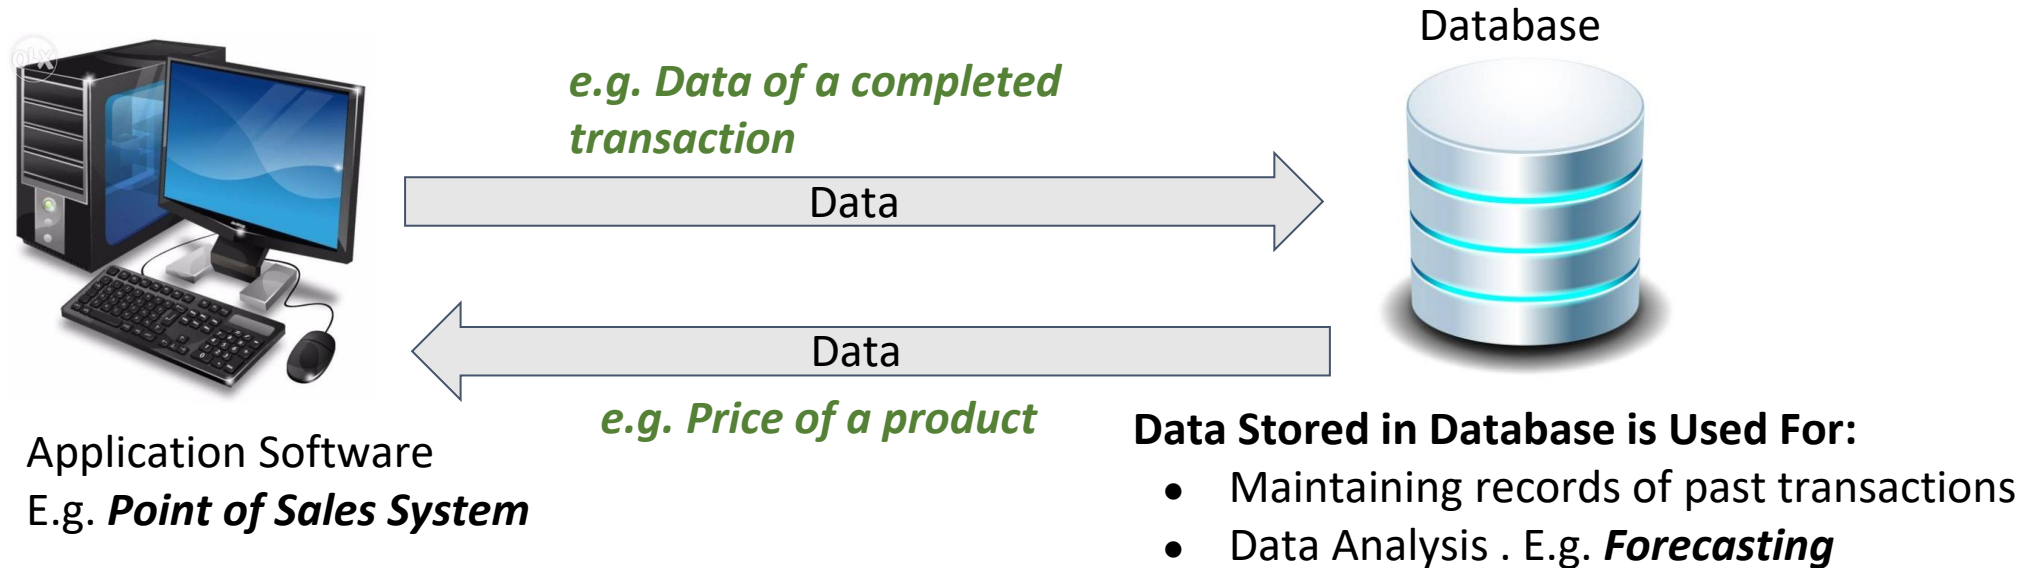 Database
e.g. Data of a completed
transaction
Data
Data
e.g. Price of a product
Application Software
E.g. Point of Sales System
Data Stored in Database is Used For:
● Maintaining records of past transactions
● Data Analysis . E.g. Forecasting
olx